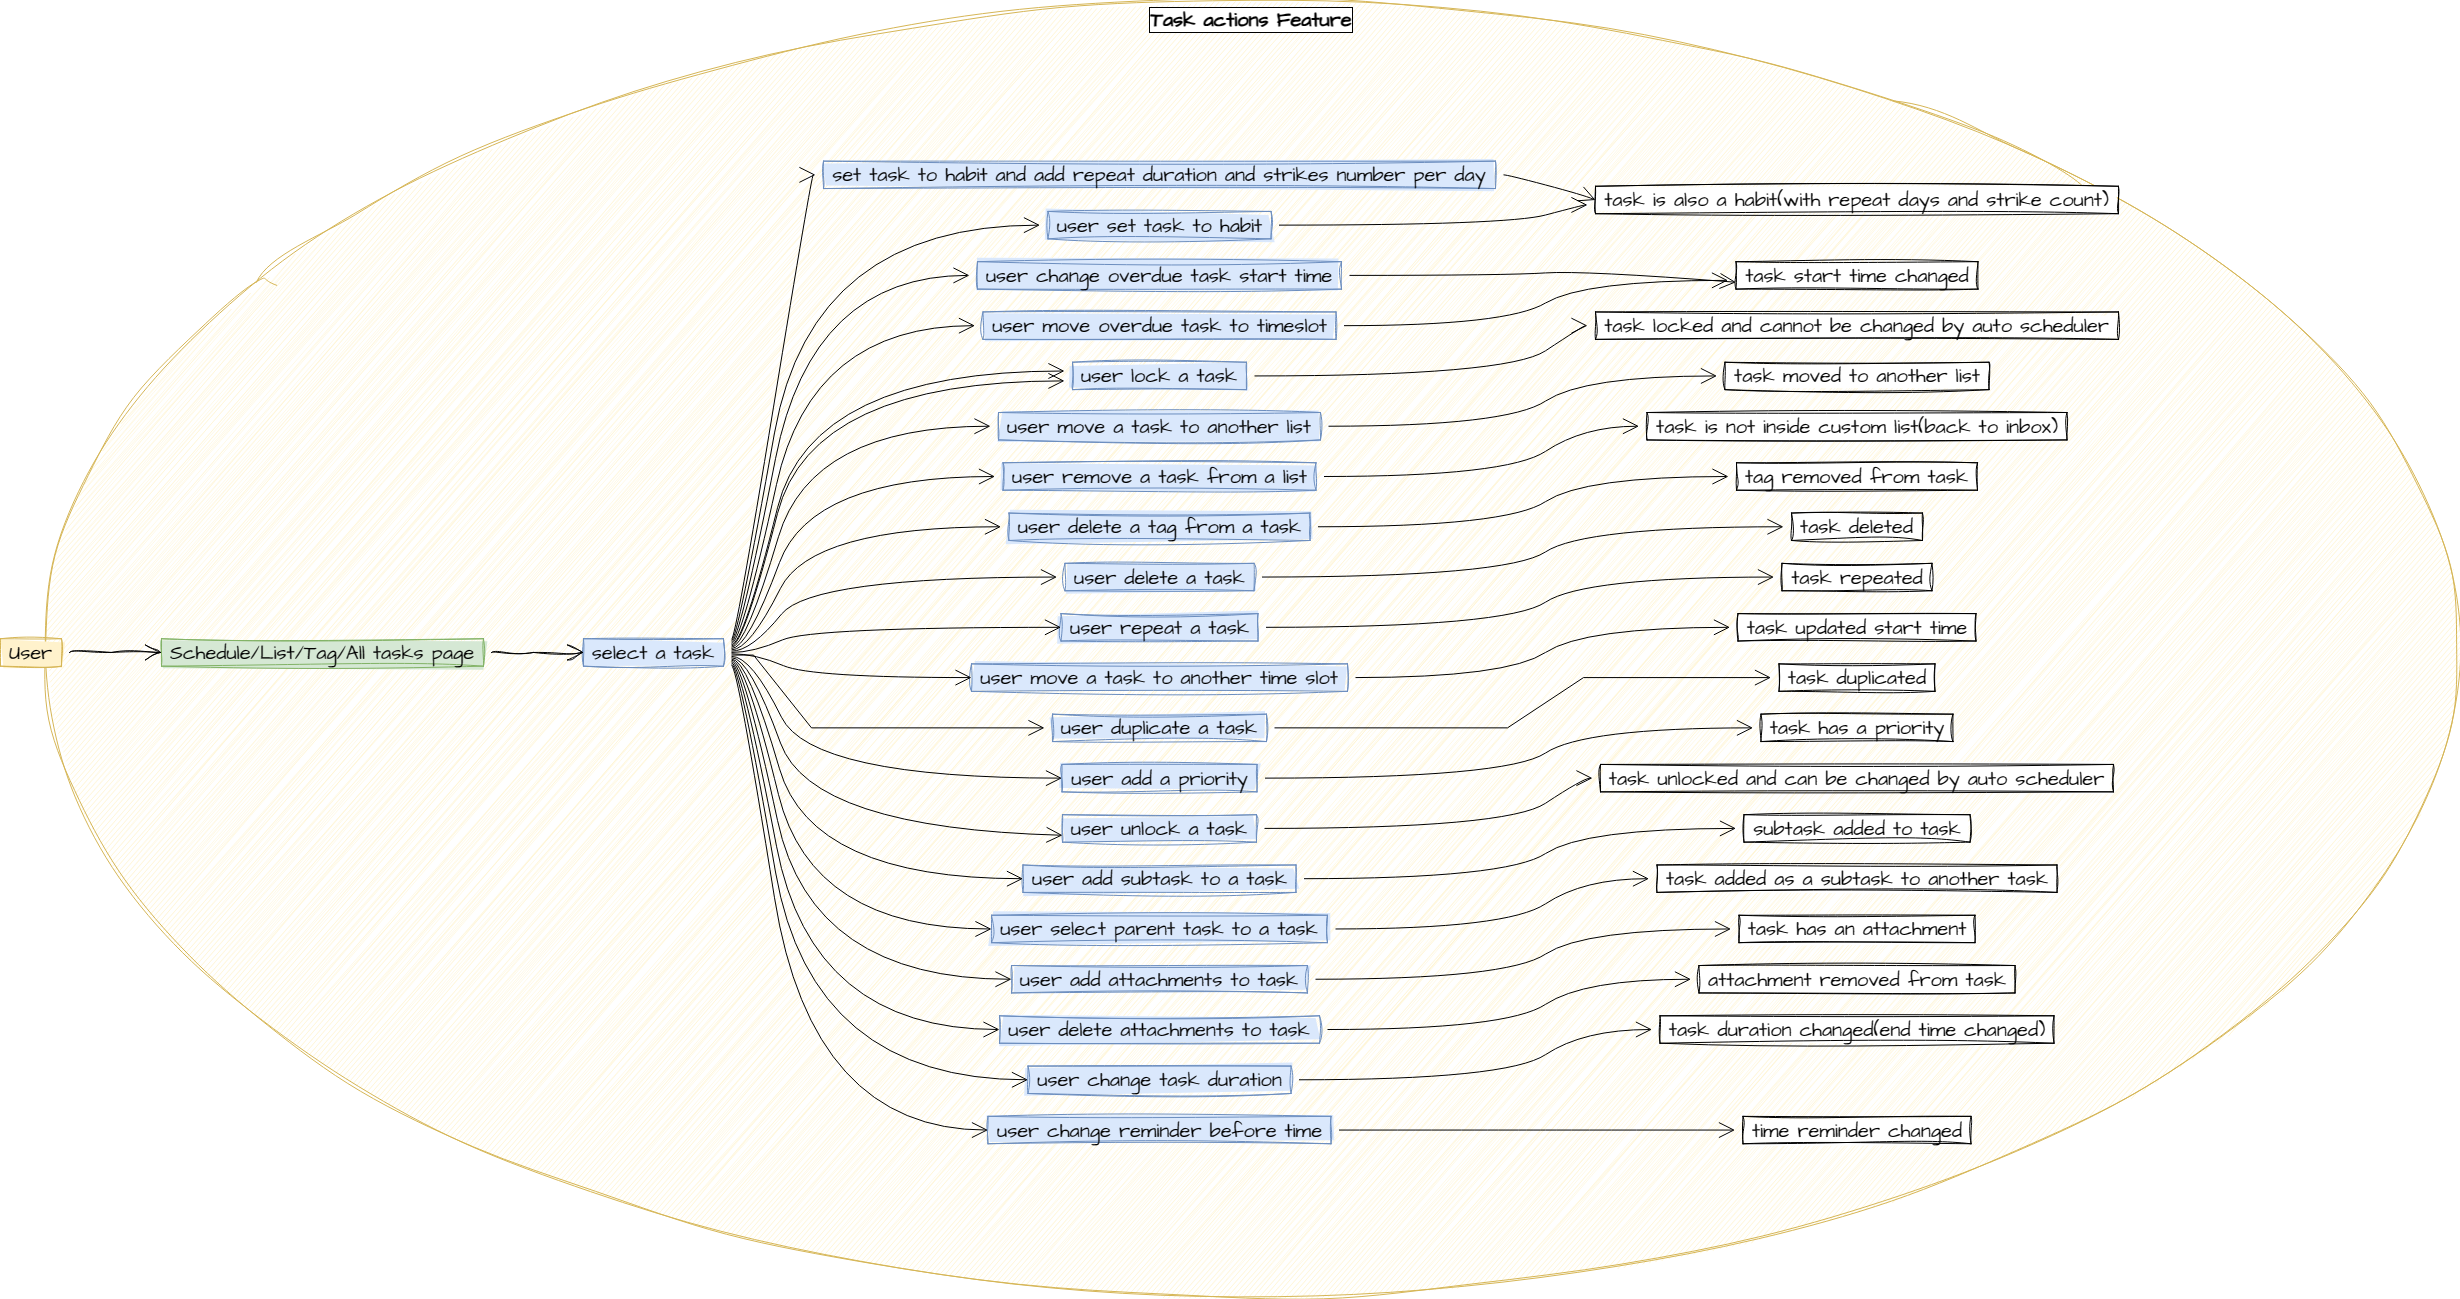 Task actions Feature
set task to habit and add repeat duration and strikes number per day
task is also a habit(with repeat days and strike count)
user set task to habit
user change overdue task start time
task start time changed
user move overdue task to timeslot
task locked and cannot be changed by auto scheduler
user lock a task
task moved to another list
user move a task to another list
task is not inside custom list(back to inbox)
user remove a task from a list
tag removed from task
user delete a tag from a task
task deleted
user delete a task
task repeated
user repeat a task
task updated start time
User
Schedule/List/Tag/All tasks page
select a task
user move a task to another time slot
task duplicated
user duplicate a task
task has a priority
user add a priority
task unlocked and can be changed by auto scheduler
user unlock a task
subtask added to task
user add subtask to a task
task added as a subtask to another task
user select parent task to a task
task has an attachment
user add attachments to task
attachment removed from task
user delete attachments to task
task duration changed(end time changed)
user change task duration
user change reminder before time
time reminder changed